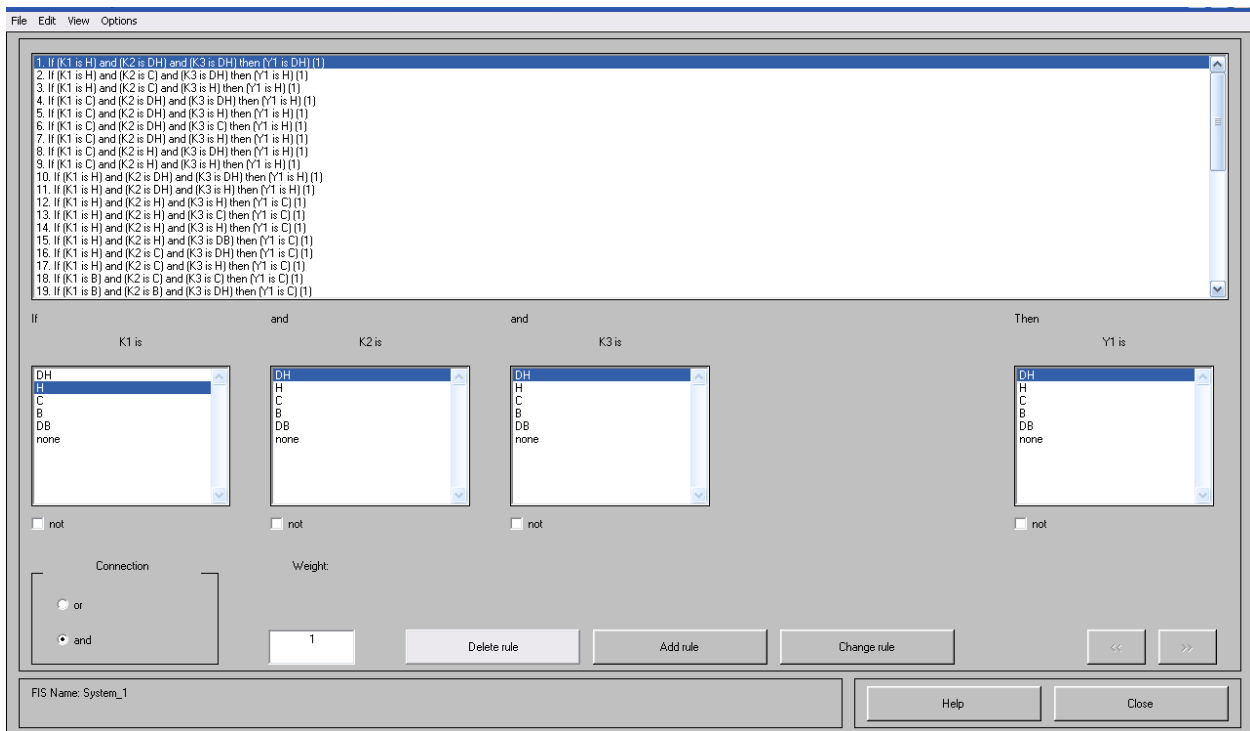 File Edit View Options
1. If (K1 is H) and (K2 is DH) and (K3 is DH) then (Y1 is DH) (1)
2. If (K1 is H) and (K2 is C) and (K3 is DH) then (Y1 is H) (1)
3. If (K1 is H) and (K2 is C) and (K3 is H) then (Y1 is H) (1)
4. If (K1 is C) and (K2 is DH) and (K3 is DH) then (Y1 is H) (1)
5. If (K1 is C) and (K2 is DH) and (K3 is H) then (Y1 is H) (1)
6. If (K1 is C) and (K2 is DH) and (K3 is C) then (Y1 is H) (1)
7. If (K1 is C) and (K2 is DH) and (K3 is H) then (Y1 is H) (1)
8. If (K1 is C) and (K2 is H) and (K3 is DH) then (Y1 is H) (1)
9. If (K1 is C) and (K2 is H) and (K3 is H) then (Y1 is H) (1)
10. If (K1 is H) and (K2 is DH) and (K3 is DH) then (Y1 is H) (1)
11. If (K1 is H) and (K2 is DH) and (K3 is H) then (Y1 is H) (1)
12. If (K1 is H) and (K2 is H) and (K3 is H) then (Y1 is C) (1)
13. If (K1 is H) and (K2 is H) and (K3 is C) then (Y1 is C) (1)
14. If (K1 is H) and (K2 is H) and (K3 is H) then (Y1 is C) (1)
15. If (K1 is H) and (K2 is H) and (K3 is DB) then (Y1 is C) (1)
16. If (K1 is H) and (K2 is C) and (K3 is DH) then (Y1 is C) (1)
17. If (K1 is H) and (K2 is C) and (K3 is H) then (Y1 is C) (1)
18. If (K1 is B) and (K2 is C) and (K3 is C) then (Y1 is C) (1)
19. If (K1 is B) and (K2 is B) and (K3 is DH) then (Y1 is C) (1)
If and and Then
K1 is K2 is K3 is Y1 is
DH DH DH DH
H H H H
C C C C
B B B B
DB DB DB DB
none none none none
not not not not
Connection Weight:
or
and 1 Delete rule Add rule Change rule << >>
FIS Name: System_1 Help Close